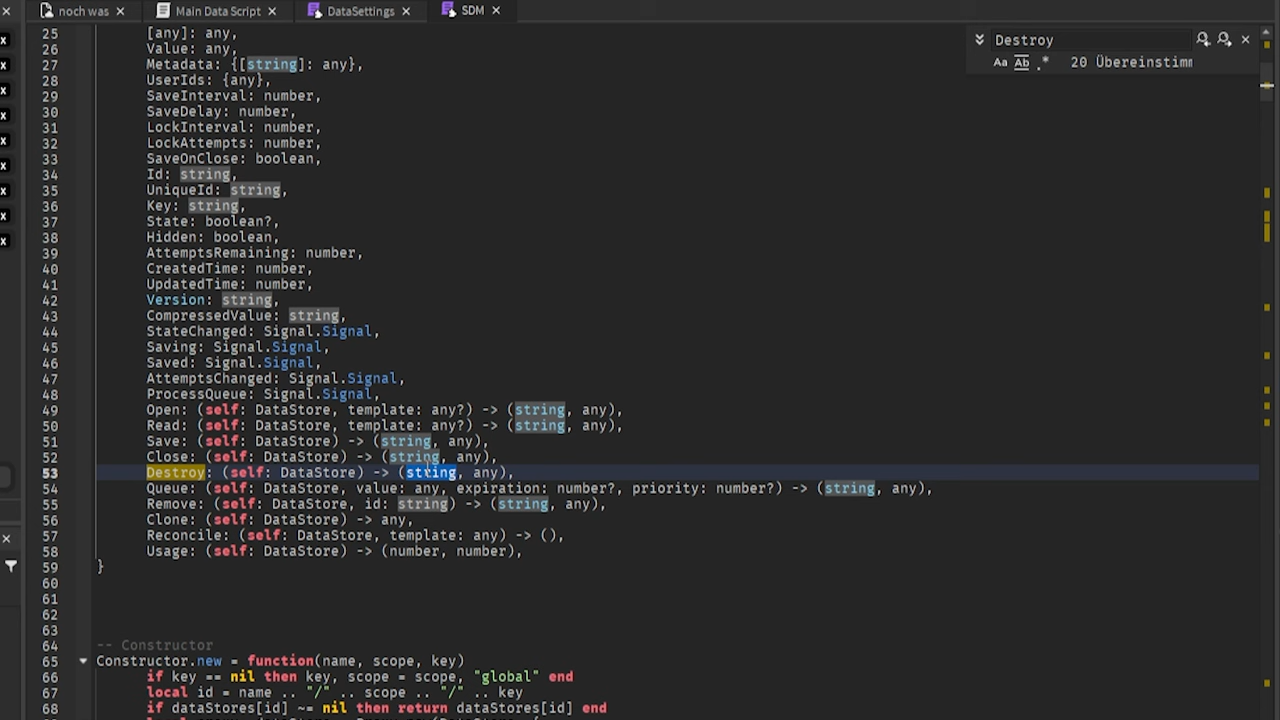 noch was Main Data Script DataSettings SDM
Destroy
Aa Ab .* 20 Übereinstimm
25 [any]: any,
26 Value: any,
27 Metadata: {[string]: any},
28 UserIds: {any},
29 SaveInterval: number,
30 SaveDelay: number,
31 LockInterval: number,
32 LockAttempts: number,
33 SaveOnClose: boolean,
34 Id: string,
35 UniqueId: string,
36 Key: string,
37 State: boolean?,
38 Hidden: boolean,
39 AttemptsRemaining: number,
40 CreatedTime: number,
41 UpdatedTime: number,
42 Version: string,
43 CompressedValue: string,
44 StateChanged: Signal.Signal,
45 Saving: Signal.Signal,
46 Saved: Signal.Signal,
47 AttemptsChanged: Signal.Signal,
48 ProcessQueue: Signal.Signal,
49 Open: (self: DataStore, template: any?) -> (string, any),
50 Read: (self: DataStore, template: any?) -> (string, any),
51 Save: (self: DataStore) -> (string, any),
52 Close: (self: DataStore) -> (string, any),
53 Destroy: (self: DataStore) -> (string, any),
54 Queue: (self: DataStore, value: any, expiration: number?, priority: number?) -> (string, any),
55 Remove: (self: DataStore, id: string) -> (string, any),
56 Clone: (self: DataStore) -> any,
57 Reconcile: (self: DataStore, template: any) -> (),
58 Usage: (self: DataStore) -> (number, number),
59 }
60
61
62
63
64 -- Constructor
65 Constructor.new = function(name, scope, key)
66 if key == nil then key, scope = scope, "global" end
67 local id = name .. "/" .. scope .. "/" .. key
68 if dataStores[id] ~= nil then return dataStores[id] end